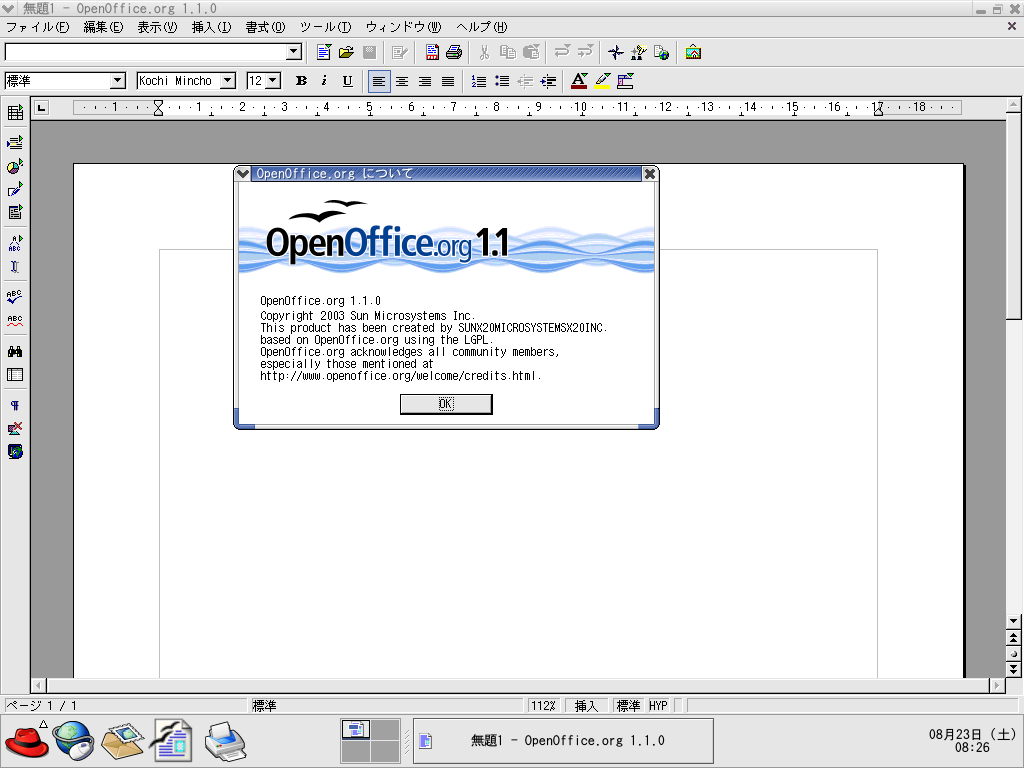 無題1 - OpenOffice.org 1.1.0
ファイル(F) 編集(E) 表示(V) 挿入(I) 書式(O) ツール(T) ウィンドウ(W) ヘルプ(H)
標準 Kochi Mincho 12 B i U
1 1 2 3 4 5 6 7 8 9 10 11 12 13 14 15 16 17 18
OpenOffice.org について
OpenOffice.org 1.1
OpenOffice.org 1.1.0
Copyright 2003 Sun Microsystems Inc.
This product has been created by SUNX20MICROSYSTEMSX20INC.
based on OpenOffice.org using the LGPL.
OpenOffice.org acknowledges all community members,
especially those mentioned at
http://www.openoffice.org/welcome/credits.html.
OK
ページ 1 / 1 標準 112% 挿入 標準 HYP
無題1 - OpenOffice.org 1.1.0
08月23日 (土)
08:26